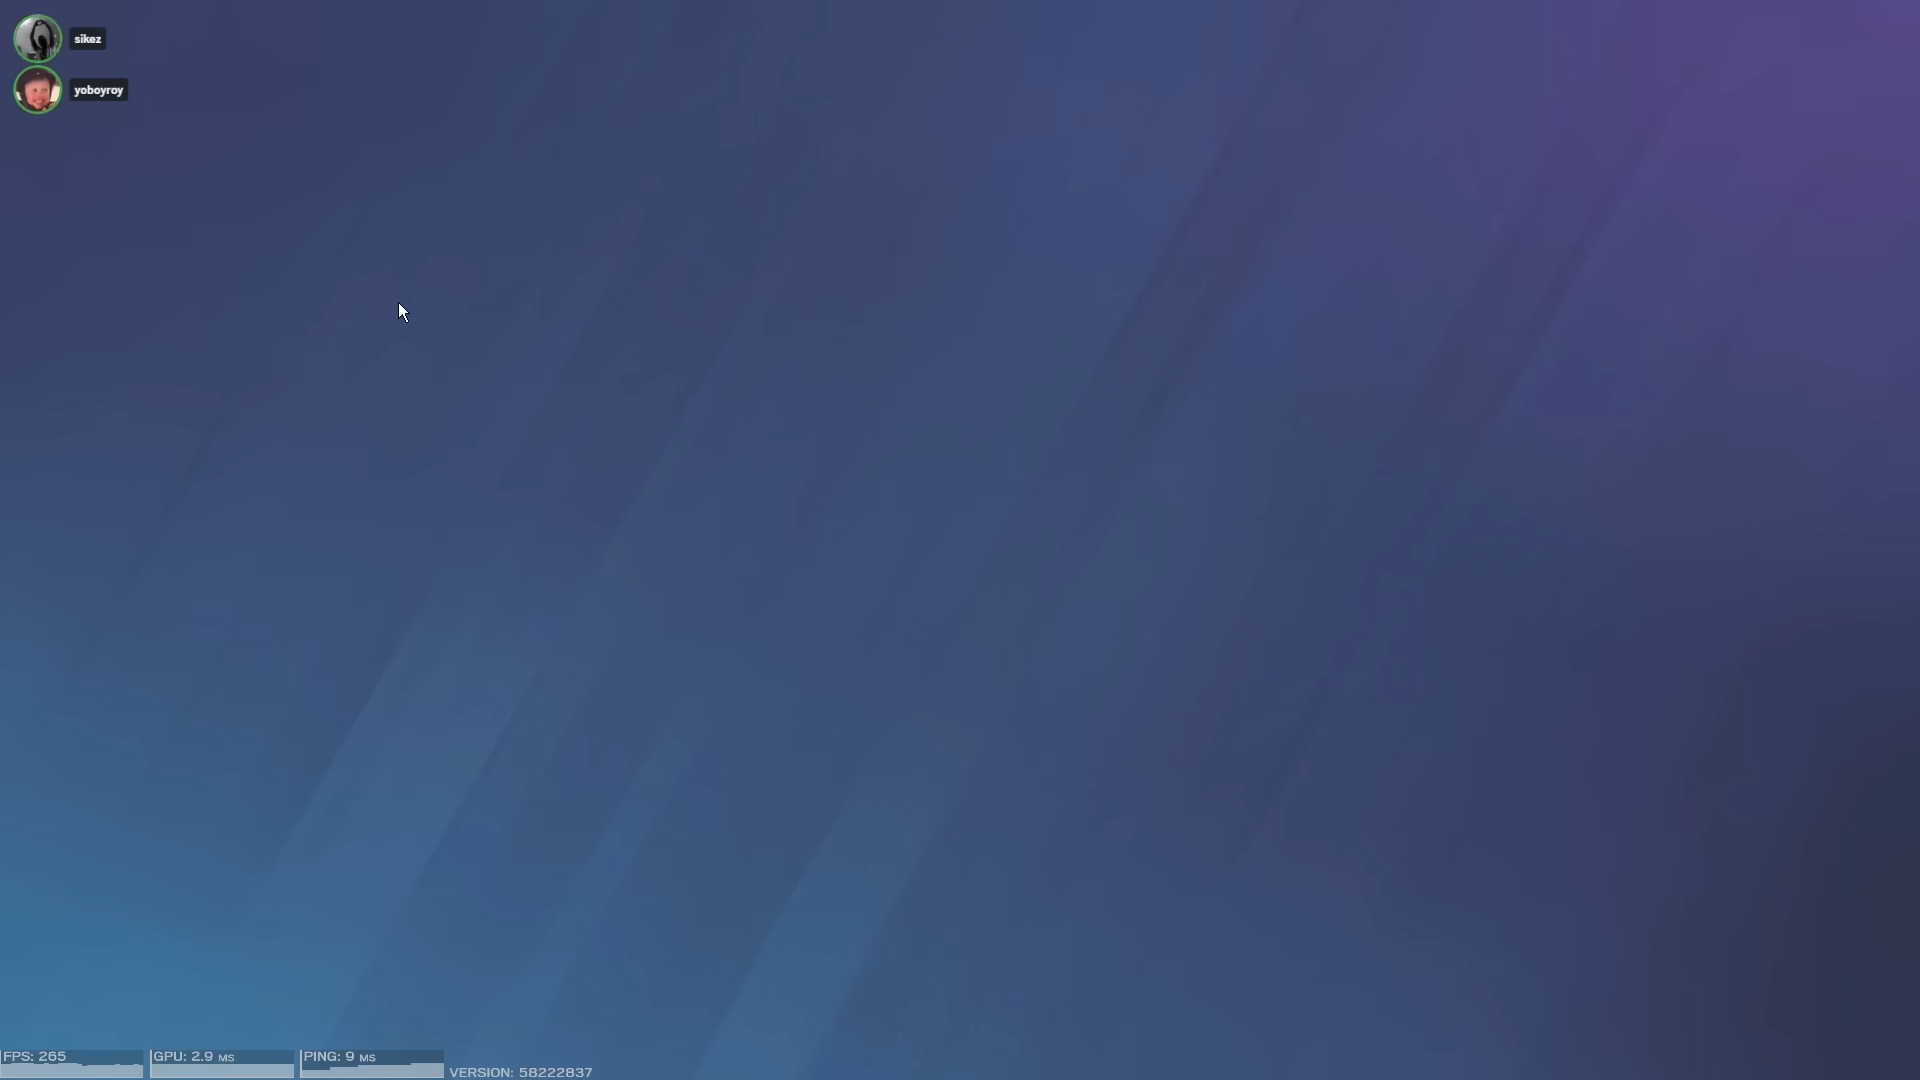 sikez
yoboyroy
FPS: 265
GPU: 2.9 MS
PING: 9 MS
VERSION: 58222837